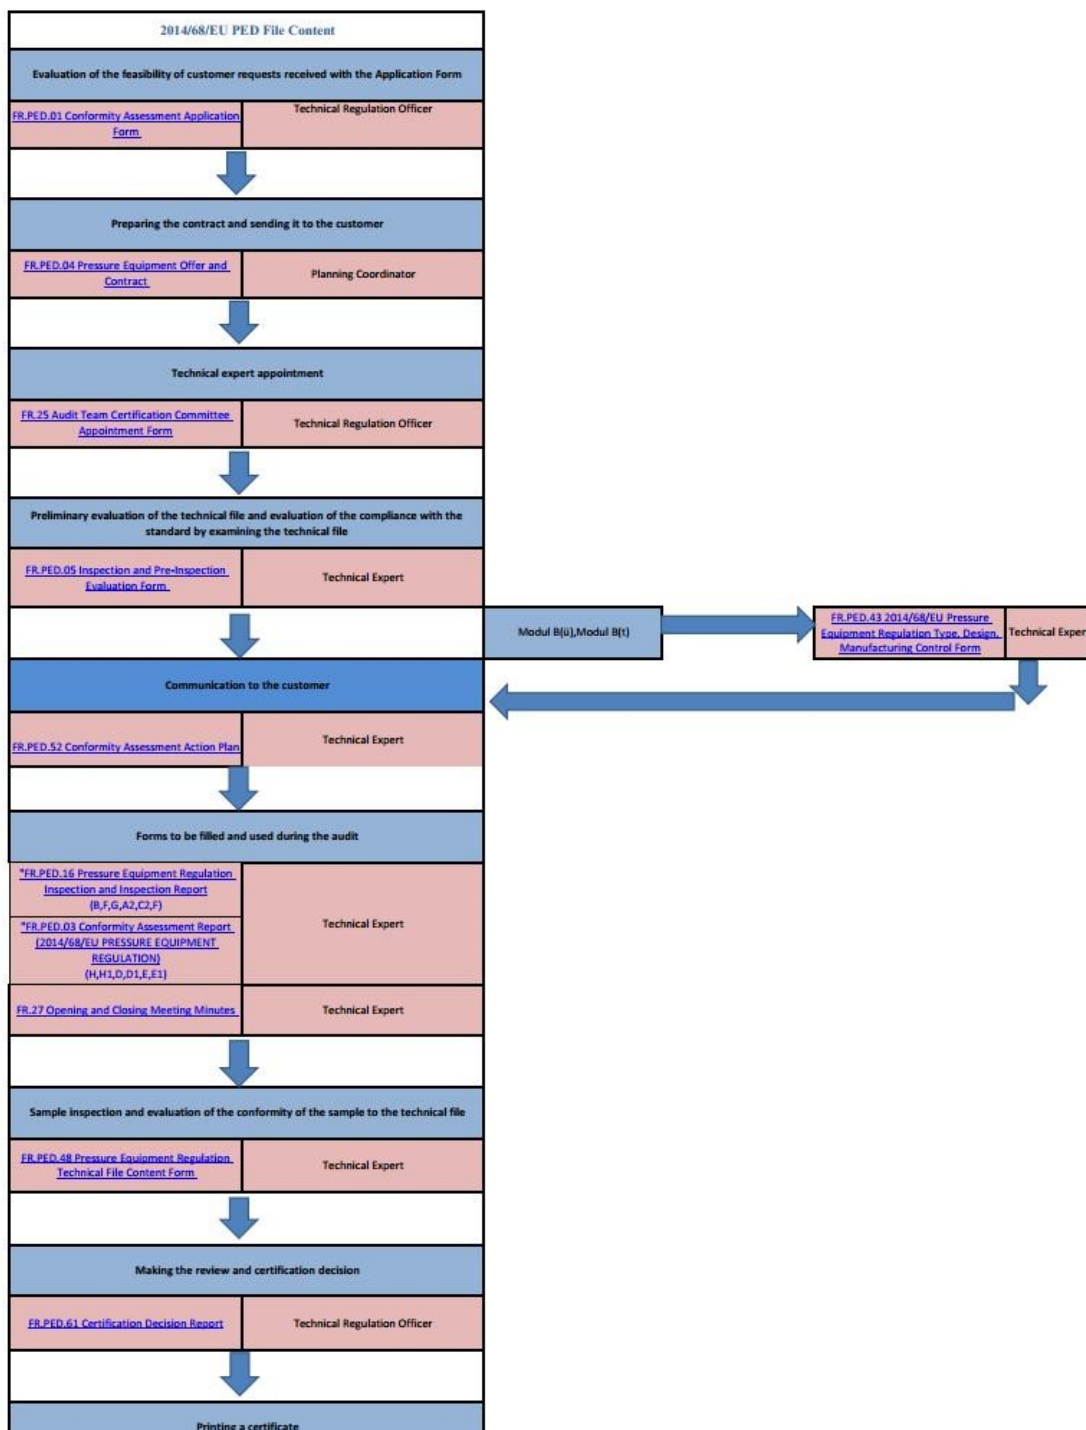 2014/68/EU PED File Content
Evaluation of the feasibility of customer requests received with the Application Form
FR.PED.01 Conformity Assessment Application
Form
Technical Regulation Officer
Preparing the contract and sending it to the customer
FR.PED.04 Pressure Equipment Offer and
Contract
Planning Coordinator
Technical expert appointment
FR.25 Audit Team Certification Committee
Appointment Form
Technical Regulation Officer
Preliminary evaluation of the technical file and evaluation of the compliance with the
standard by examining the technical file
FR.PED.05 Inspection and Pre-Inspection
Evaluation Form
Technical Expert
Modul B(ü),Modul B(t)
FR.PED.43 2014/68/EU Pressure
Equipment Regulation Type, Design,
Manufacturing Control Form
Technical Exper
Communication to the customer
FR.PED.52 Conformity Assessment Action Plan
Technical Expert
Forms to be filled and used during the audit
*FR.PED.16 Pressure Equipment Regulation
Inspection and Inspection Report
(B,F,G,A2,C2,F)
*FR.PED.03 Conformity Assessment Report
(2014/68/EU PRESSURE EQUIPMENT
REGULATION)
(H,H1,D,D1,E,E1)
Technical Expert
FR.27 Opening and Closing Meeting Minutes
Technical Expert
Sample inspection and evaluation of the conformity of the sample to the technical file
FR.PED.48 Pressure Equipment Regulation
Technical File Content Form
Technical Expert
Making the review and certification decision
FR.PED.61 Certification Decision Report
Technical Regulation Officer
Printing a certificate